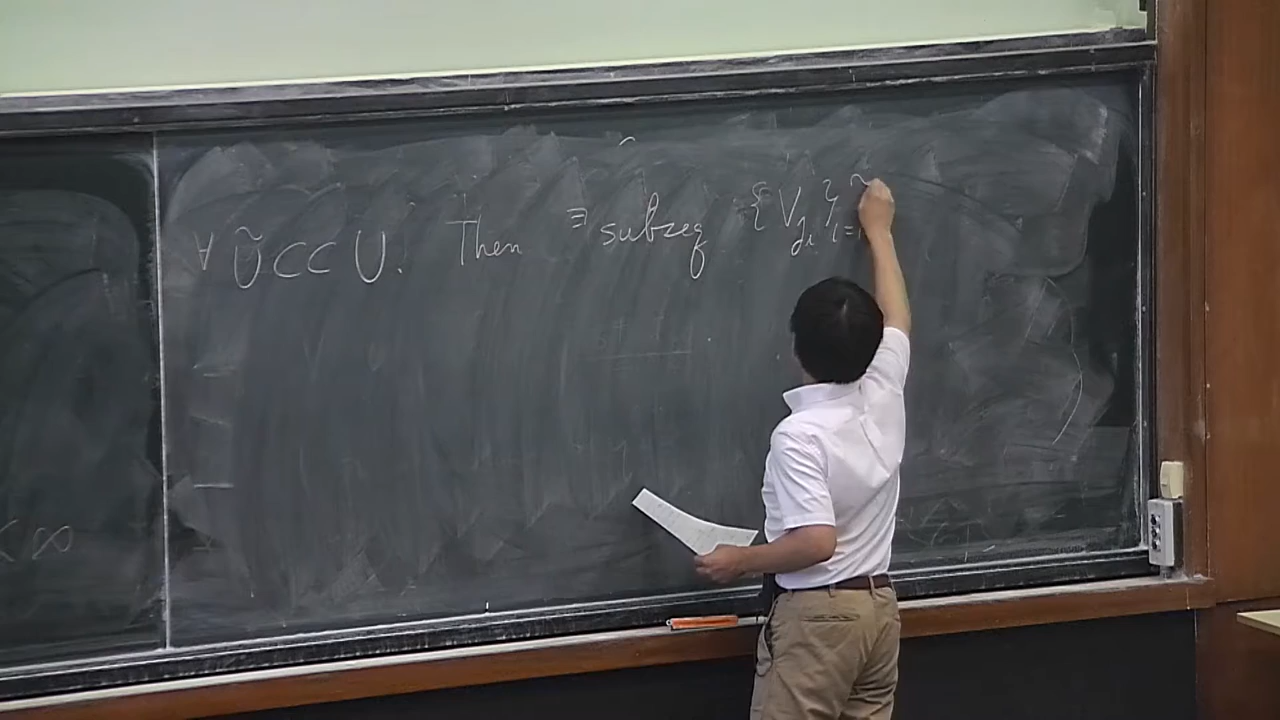 ∀ Ũ ⊂⊂ U. Then ∃ subseq {V_{j_i}}_{i=1}
< ∞